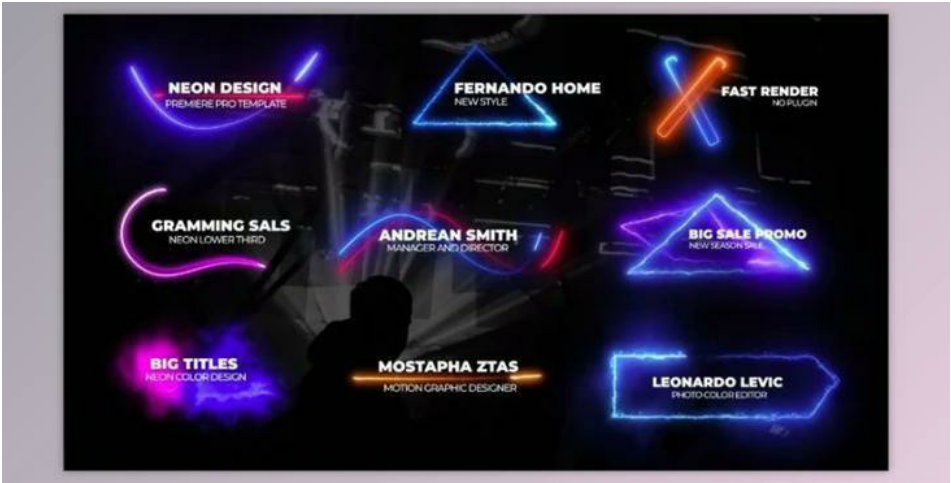 NEON DESIGN
PREMIERE PRO TEMPLATE
FERNANDO HOME
NEW STYLE
FAST RENDER
NO PLUGIN
GRAMMING SALS
NEON LOWER THIRD
ANDREAN SMITH
MANAGER AND DIRECTOR
BIG SALE PROMO
NEW SEASON SALE
BIG TITLES
NEON COLOR DESIGN
MOSTAPHA ZTAS
MOTION GRAPHIC DESIGNER
LEONARDO LEVIC
PHOTO COLOR EDITOR